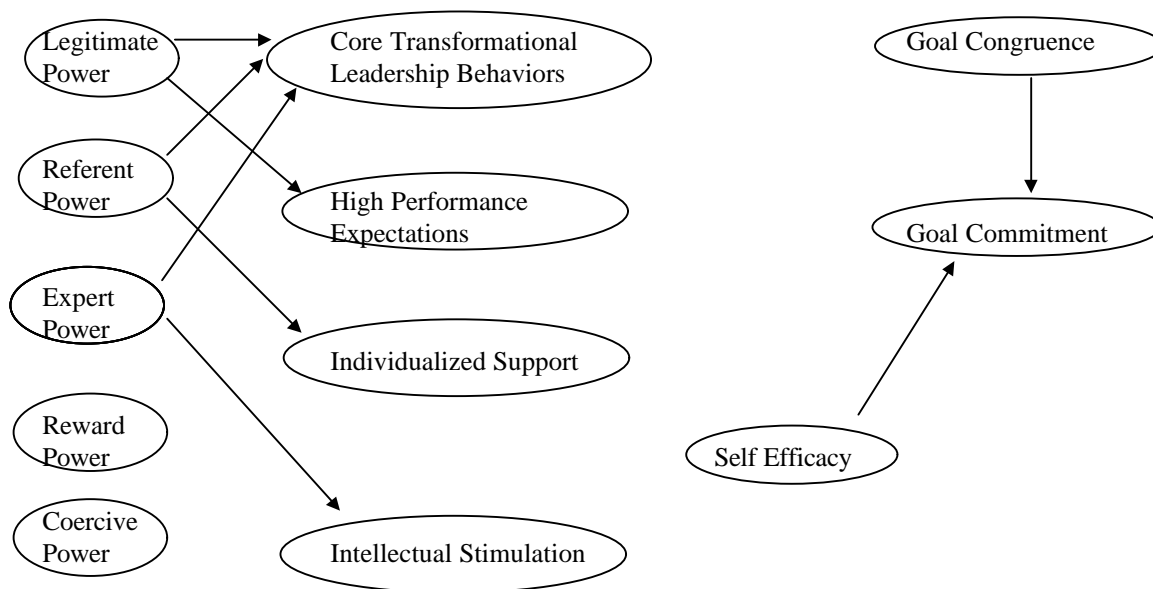 Legitimate
Power
Core Transformational
Leadership Behaviors
Goal Congruence
Referent
Power
High Performance
Expectations
Goal Commitment
Expert
Power
Individualized Support
Reward
Power
Self Efficacy
Coercive
Power
Intellectual Stimulation